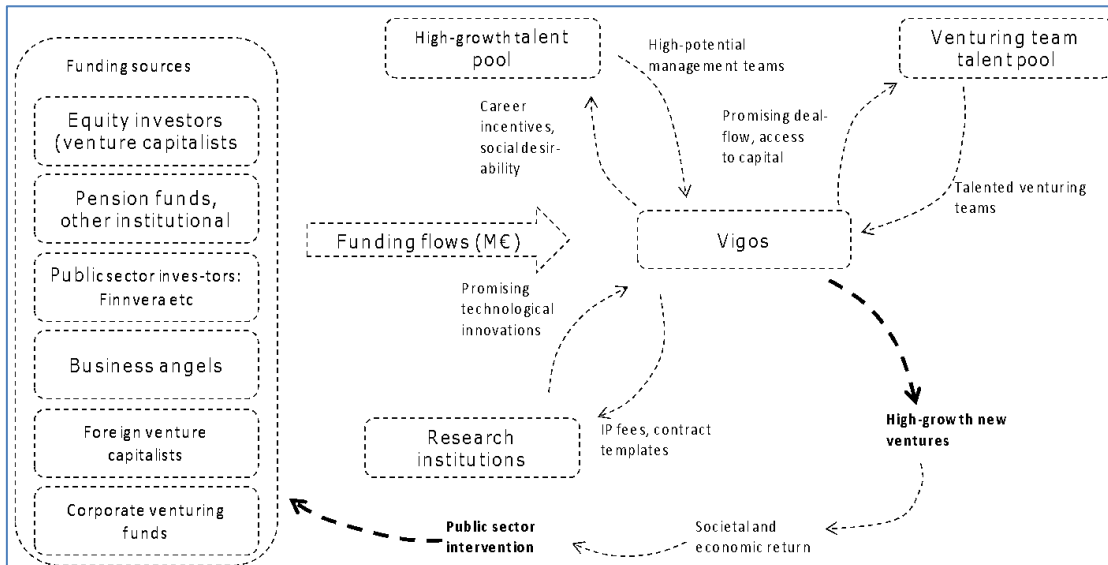 Funding sources
Equity investors
(venture capitalists
Pension funds,
other institutional
Public sector inves-tors:
Finnvera etc
Business angels
Foreign venture
capitalists
Corporate venturing
funds
Funding flows (M€)
High-growth talent
pool
High-potential
management teams
Career
incentives,
social desir-
ability
Venturing team
talent pool
Promising deal-
flow, access
to capital
Talented venturing
teams
Vigos
Promising
technological
innovations
Research
institutions
IP fees, contract
templates
High-growth new
ventures
Societal and
economic return
Public sector
intervention